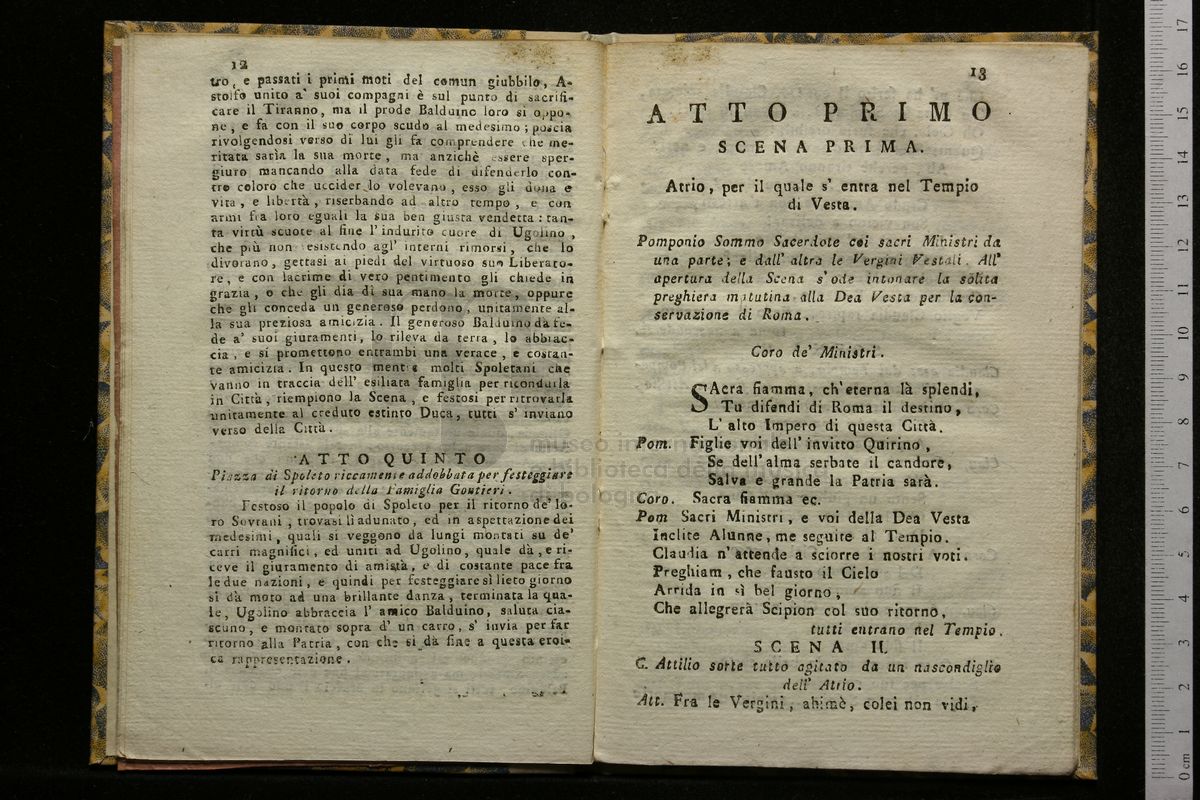 12
tro, e passati i primi moti del comun giubbilo, A-
stolfo unito a' suoi compagni è sul punto di sacrifi-
care il Tiranno, ma il prode Balduino loro si oppo-
ne, e fa con il suo corpo scudo al medesimo; poscia
rivolgendosi verso di lui gli fa comprendere che me-
ritata saria la sua morte, ma anzichè essere sper-
giuro mancando alla data fede di difenderlo con-
tro coloro che uccider lo volevano, esso gli dona e
vita, e libertà, riserbando ad altro tempo, e con
armi fra loro eguali la sua ben giusta vendetta: tan-
ta virtù scuote al fine l'indurito cuore di Ugolino,
che più non resistendo agl' interni rimorsi, che lo
divorano, gettasi ai piedi del virtuoso suo Liberato-
re, e con lacrime di vero pentimento gli chiede in
grazia, o che gli dia di sua mano la morte, oppure
che gli conceda un generoso perdono, unitamente al-
la sua preziosa amicizia. Il generoso Balduino dà fe-
de a' suoi giuramenti, lo rileva da terra, lo abbrac-
cia, e si promettono entrambi una verace, e costan-
te amicizia. In questo mentre molti Spoletani che
vanno in traccia dell' esiliata famiglia per ricondurla
in Città, riempiono la Scena, e festosi per ritrovarla
unitamente al creduto estinto Duca, tutti s' inviano
verso della Città.
ATTO QUINTO
Piazza di Spoleto riccamente addobbata per festeggiare
il ritorno della Famiglia Gontieri.
Festoso il popolo di Spoleto per il ritorno de' lo-
ro Sovrani, trovasi lì adunato, ed in aspettazione dei
medesimi, quali si veggono da lungi montati su de'
carri magnifici, ed uniti ad Ugolino, quale dà, e ri-
ceve il giuramento di amistà, e di costante pace fra
le due nazioni, e quindi per festeggiare sì lieto giorno
si dà moto ad una brillante danza, terminata la qua-
le, Ugolino abbraccia l' amico Balduino, saluta cia-
scuno, e montato sopra d' un carro, s' invia per far
ritorno alla Patria, con che si dà fine a questa eroi-
ca rappresentazione.
13
ATTO PRIMO
SCENA PRIMA.
Atrio, per il quale s' entra nel Tempio
di Vesta.
Pomponio Sommo Sacerdote coi sacri Ministri da
una parte; e dall' altra le Vergini Vestali. All'
apertura della Scena s' ode intonare la solita
preghiera matutina alla Dea Vesta per la con-
servazione di Roma.
Coro de' Ministri.
SAcra fiamma, ch' eterna là splendi,
Tu difendi di Roma il destino,
L' alto Impero di questa Città.
Pom. Figlie voi dell' invitto Quirino,
Se dell' alma serbate il candore,
Salva e grande la Patria sarà.
Coro. Sacra fiamma ec.
Pom Sacri Ministri, e voi della Dea Vesta
Inclite Alunne, me seguite al Tempio.
Claudia n' attende a sciorre i nostri voti.
Preghiam, che fausto il Cielo
Arrida in sì bel giorno,
Che allegrerà Scipion col suo ritorno,
tutti entrano nel Tempio.
SCENA II.
C. Attilio sorte tutto agitato da un nascondiglio
dell' Atrio.
Att. Fra le Vergini, ahimè, colei non vidi,